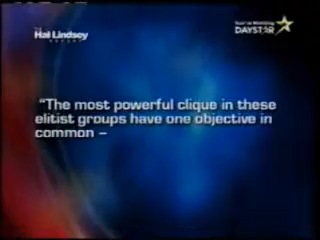 THE
Hal Lindsey
REPORT
You're Watching
DAYSTAR
"The most powerful clique in these
elitist groups have one objective in
common –